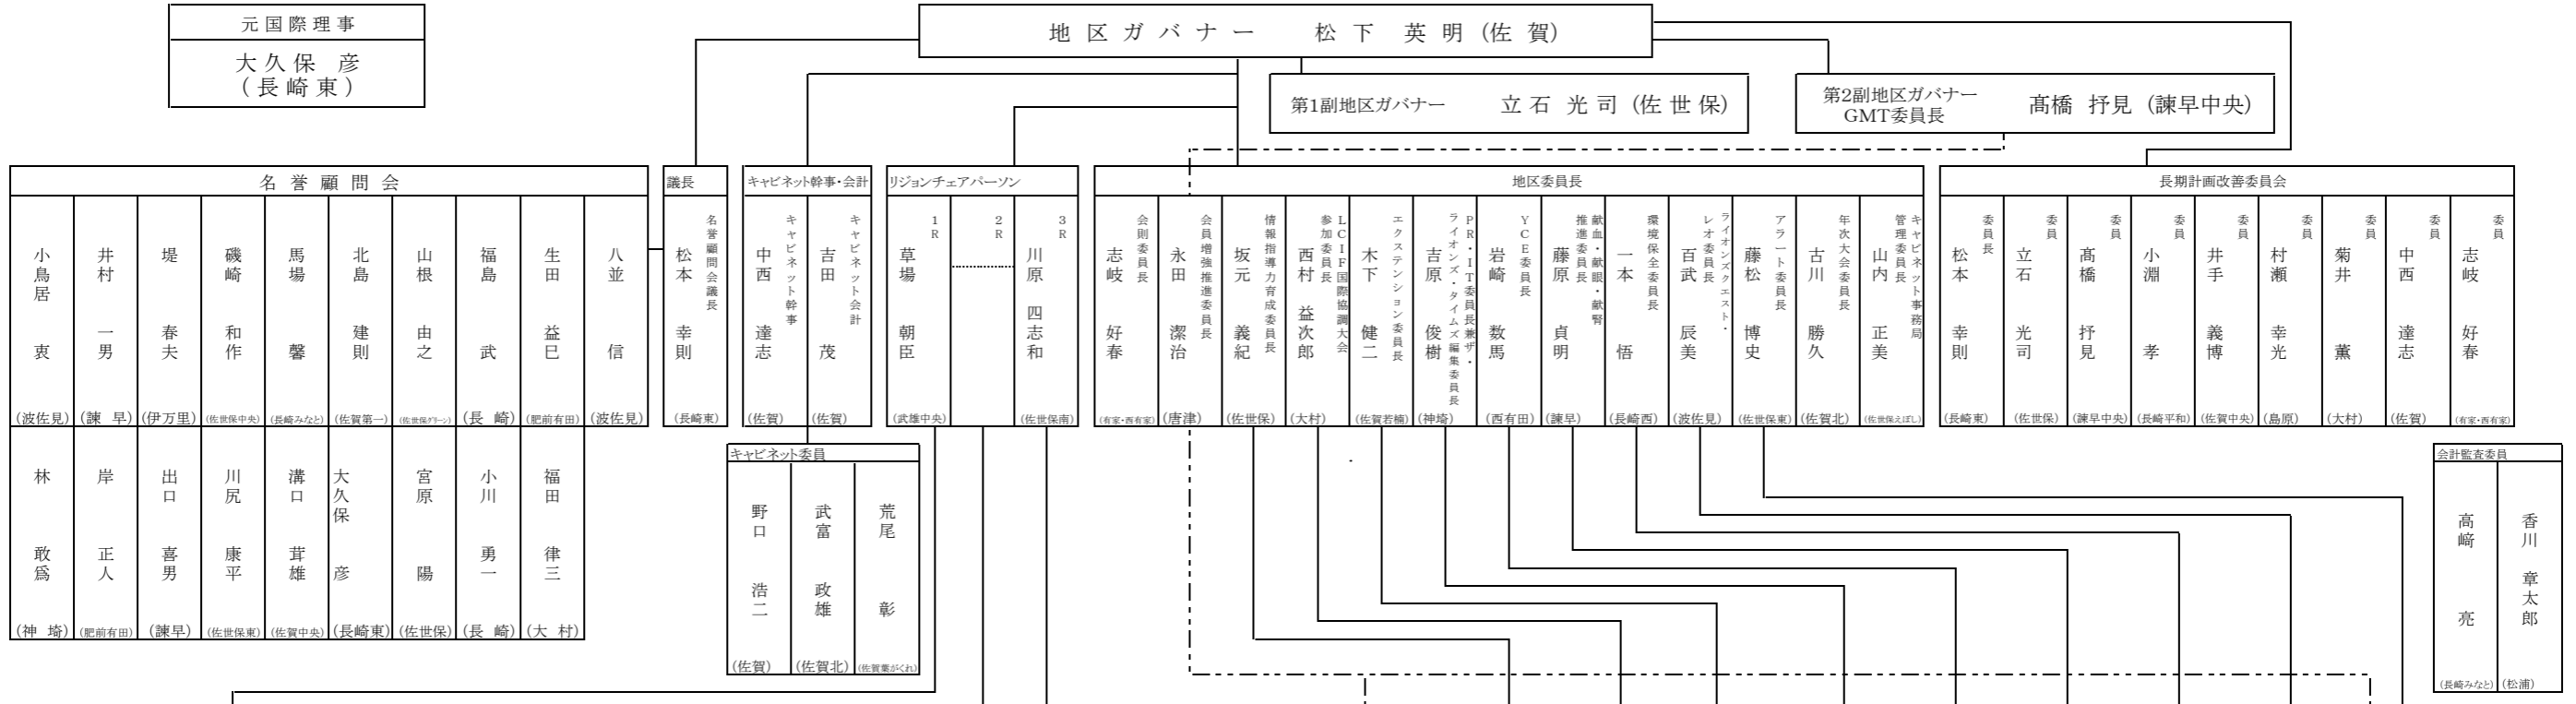 元国際理事
大久保 彦
(長崎東)
地区ガバナー 松下 英明 (佐賀)
第1副地区ガバナー 立石光司 (佐世保)
第2副地区ガバナー
GMT委員長
髙橋 抒見 (諫早中央)
名誉顧問会
小鳥居 衷 (波佐見)
井村 一男 (諫早)
堤 春夫 (伊万里)
磯崎 和作 (佐世保中央)
馬場 馨 (長崎みなと)
北島 建則 (佐賀第一)
山根 由之 (佐世保グリーン)
福島 武 (長崎)
生田 益巳 (肥前有田)
八並 信 (波佐見)
林 敢爲 (神埼)
岸 正人 (肥前有田)
出口 喜男 (諫早)
川尻 康平 (佐世保東)
溝口 茸雄 (佐賀中央)
大久保 彦 (長崎東)
宮原 陽 (佐世保)
小川 勇一 (長崎)
福田 律三 (大村)
議長
名誉顧問会議長
松本 幸則 (長崎東)
キャビネット幹事・会計
キャビネット幹事
中西 達志 (佐賀)
キャビネット会計
吉田 茂 (佐賀)
キャビネット委員
野口 浩二 (佐賀)
武富 政雄 (佐賀北)
荒尾 彰 (佐賀葉がくれ)
リジョンチェアパーソン
1R
草場 朝臣 (武雄中央)
2R
3R
川原 四志和 (佐世保南)
地区委員長
会則委員長
志岐 好春 (有家・西有家)
会員増強推進委員長
永田 潔治 (唐津)
情報指導力育成委員長
坂元 義紀 (佐世保)
LCIF国際協調大会
参加委員長
西村 益次郎 (大村)
エクステンション委員長
木下 健二 (佐賀若楠)
PR・IT委員長兼ザ・
ライオンズ・タイムズ編集委員長
吉原 俊樹 (神埼)
YCE委員長
岩崎 数馬 (西有田)
献血・献眼・献腎
推進委員長
藤原 貞明 (諫早)
環境保全委員長
一本 悟 (長崎西)
ライオンズクエスト・
レオ委員長
百武 辰美 (波佐見)
アラート委員長
藤松 博史 (佐世保東)
年次大会委員長
古川 勝久 (佐賀北)
キャビネット事務局
管理委員長
山内 正美 (佐世保えぼし)
長期計画改善委員会
委員長
松本 幸則 (長崎東)
委員
立石 光司 (佐世保)
委員
髙橋 抒見 (諫早中央)
委員
小淵 孝 (長崎平和)
委員
井手 義博 (佐賀中央)
委員
村瀬 幸光 (島原)
委員
菊井 薫 (大村)
委員
中西 達志 (佐賀)
委員
志岐 好春 (有家・西有家)
会計監査委員
高﨑 亮 (長崎みなと)
香川 章太郎 (松浦)